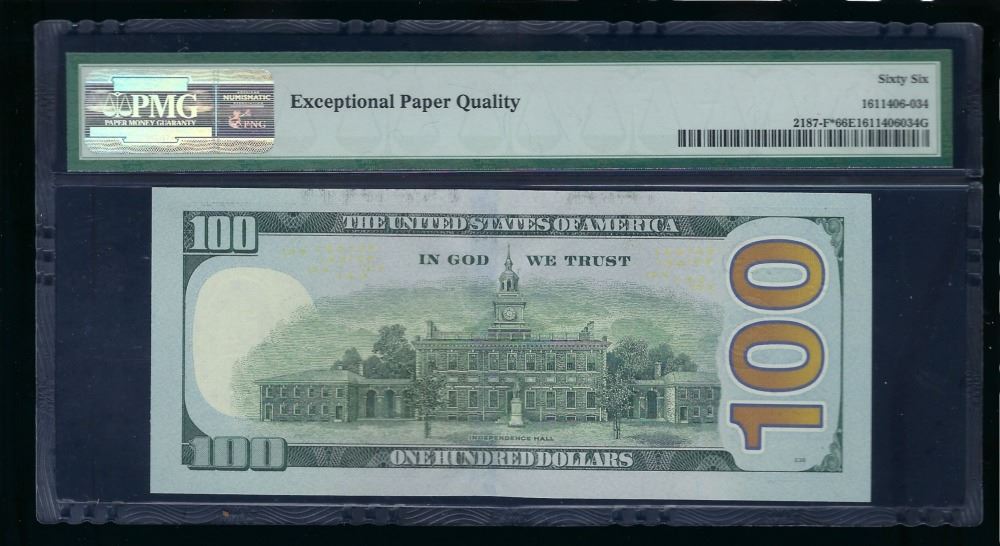 PMG
PAPER MONEY GUARANTY
NUMISMATIC
PNG
Exceptional Paper Quality
Sixty Six
1611406-034
2187-F*66E1611406034G
100
THE UNITED STATES OF AMERICA
IN GOD WE TRUST
100
INDEPENDENCE HALL
100
ONE HUNDRED DOLLARS